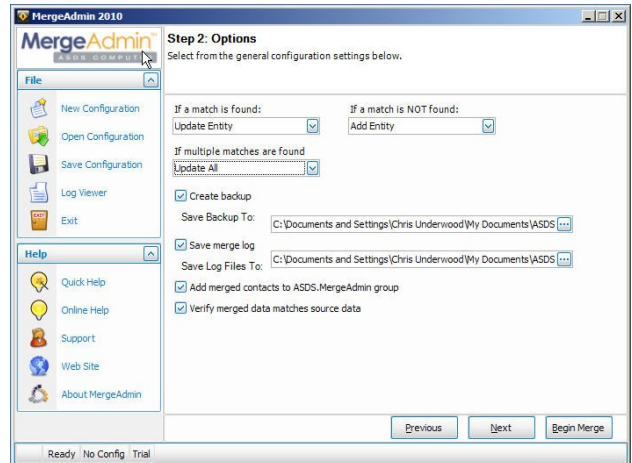 MergeAdmin 2010
MergeAdmin™
ASDS COMPUTER
Step 2: Options
Select from the general configuration settings below.
File
New Configuration
Open Configuration
Save Configuration
Log Viewer
EXIT
Exit
Help
Quick Help
Online Help
Support
Web Site
About MergeAdmin
If a match is found:
If a match is NOT found:
Update Entity
Add Entity
If multiple matches are found
Update All
Create backup
Save Backup To:
C:\Documents and Settings\Chris Underwood\My Documents\ASDS
Save merge log
Save Log Files To:
C:\Documents and Settings\Chris Underwood\My Documents\ASDS
Add merged contacts to ASDS.MergeAdmin group
Verify merged data matches source data
Previous
Next
Begin Merge
Ready No Config Trial